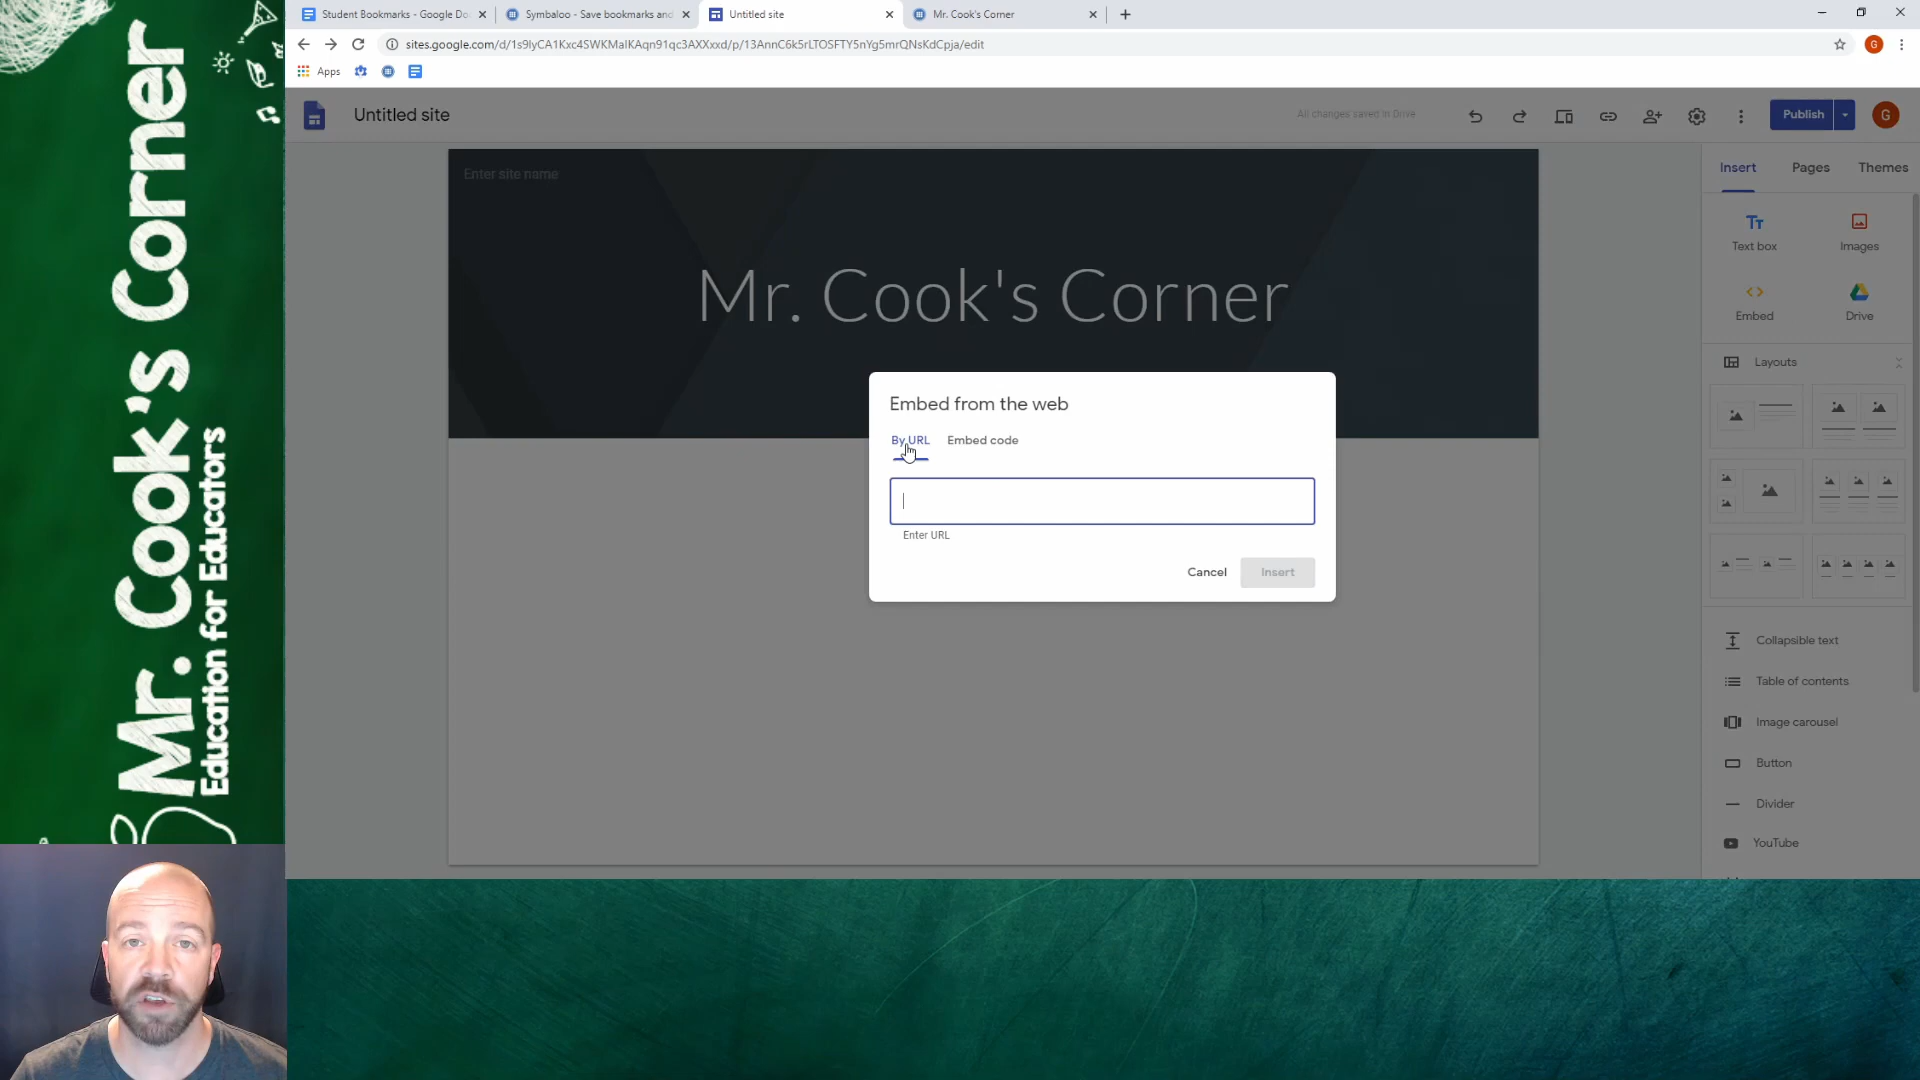 Mr. Cook's Corner
Education for Educators
Student Bookmarks - Google Do
Symbaloo - Save bookmarks and
Untitled site
Mr. Cook's Corner
sites.google.com/d/1s9lyCA1Kxc4SWKMalKAqn91qc3AXXxxd/p/13AnnC6k5rLTOSFTY5nYg5mrQNsKdCpja/edit
G
Apps
Untitled site
All changes saved in Drive
Publish
G
Enter site name
Mr. Cook's Corner
Insert
Pages
Themes
Text box
Images
Embed
Drive
Layouts
Collapsible text
Table of contents
Image carousel
Button
Divider
YouTube
Embed from the web
By URL
Embed code
Enter URL
Cancel
Insert